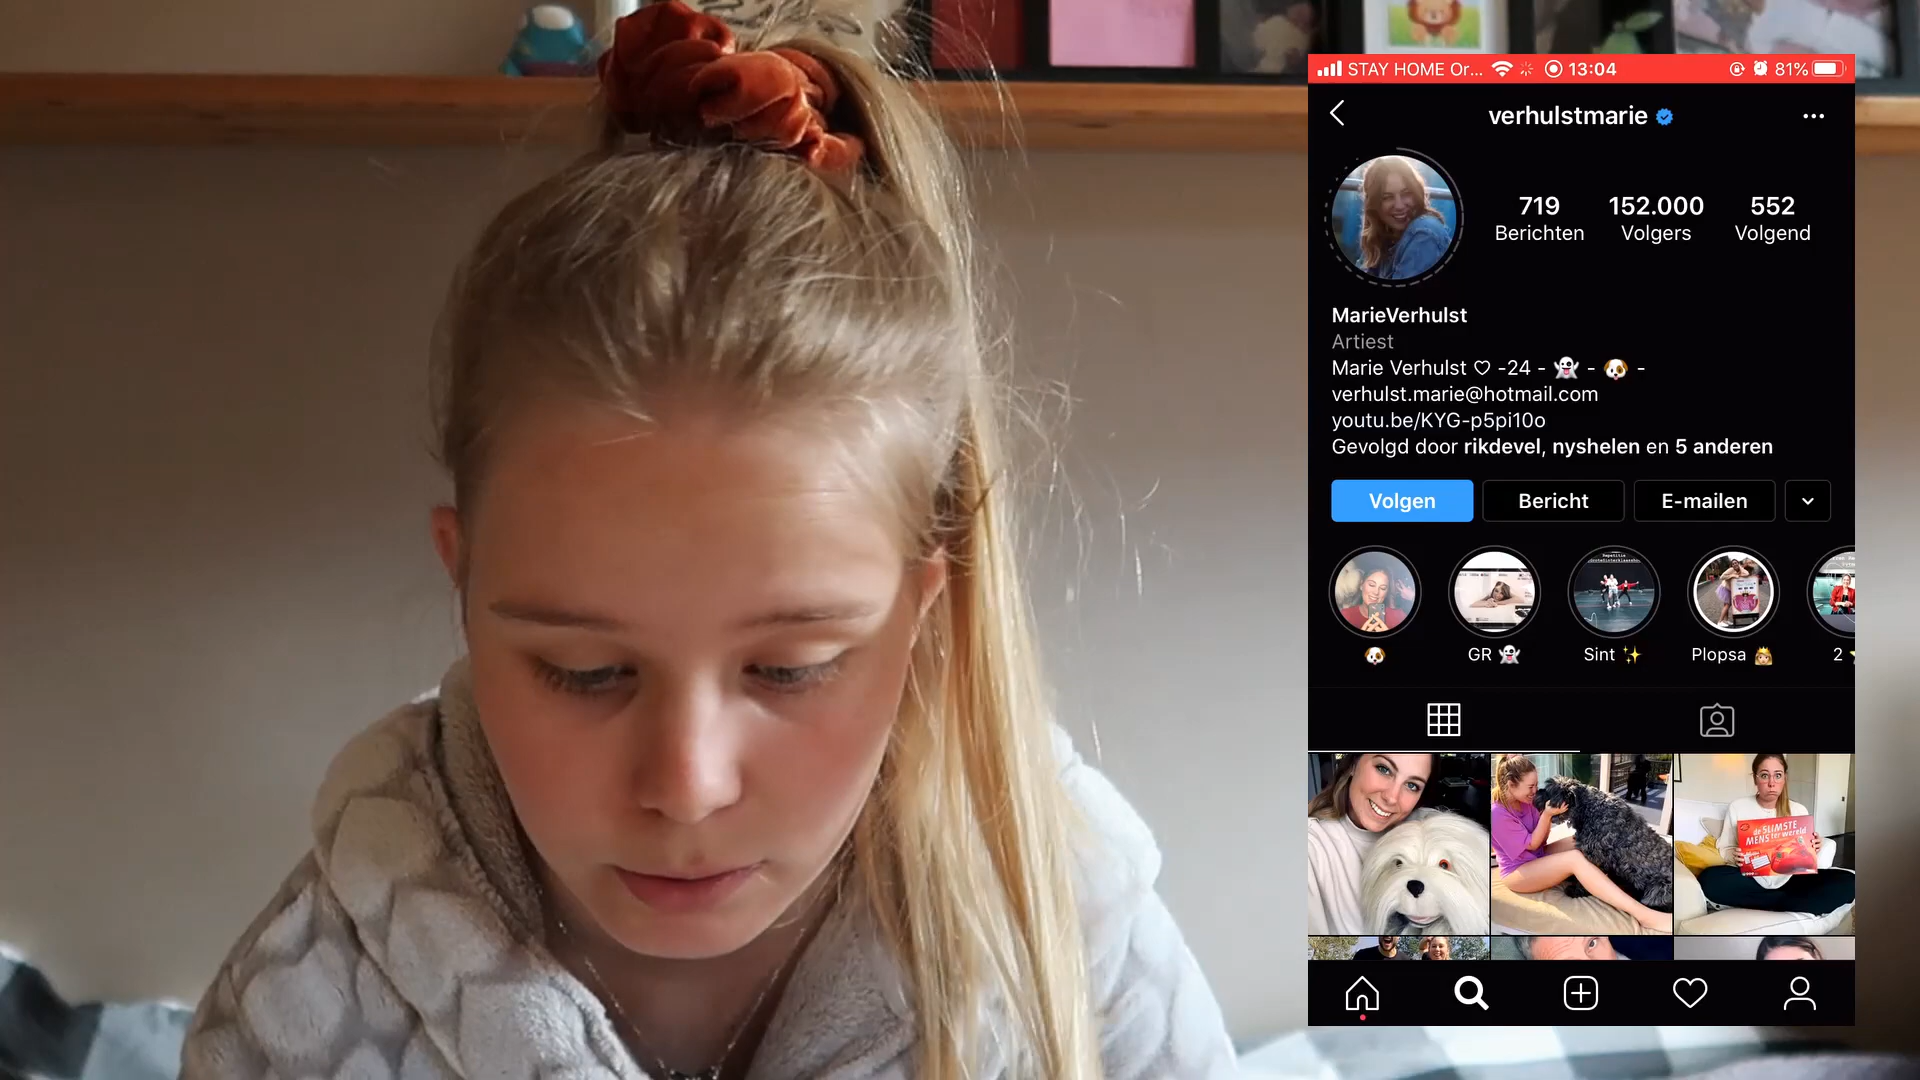 STAY HOME Or... 13:04 81%
verhulstmarie
719 152.000 552
Berichten Volgers Volgend
MarieVerhulst
Artiest
Marie Verhulst ♡ -24 - 👻 - 🐶 -
verhulst.marie@hotmail.com
youtu.be/KYG-p5pi10o
Gevolgd door rikdevel, nyshelen en 5 anderen
Volgen Bericht E-mailen
🐶 GR 👻 Sint ✨ Plopsa 👸 2
de SLIMSTE
MENS ter wereld